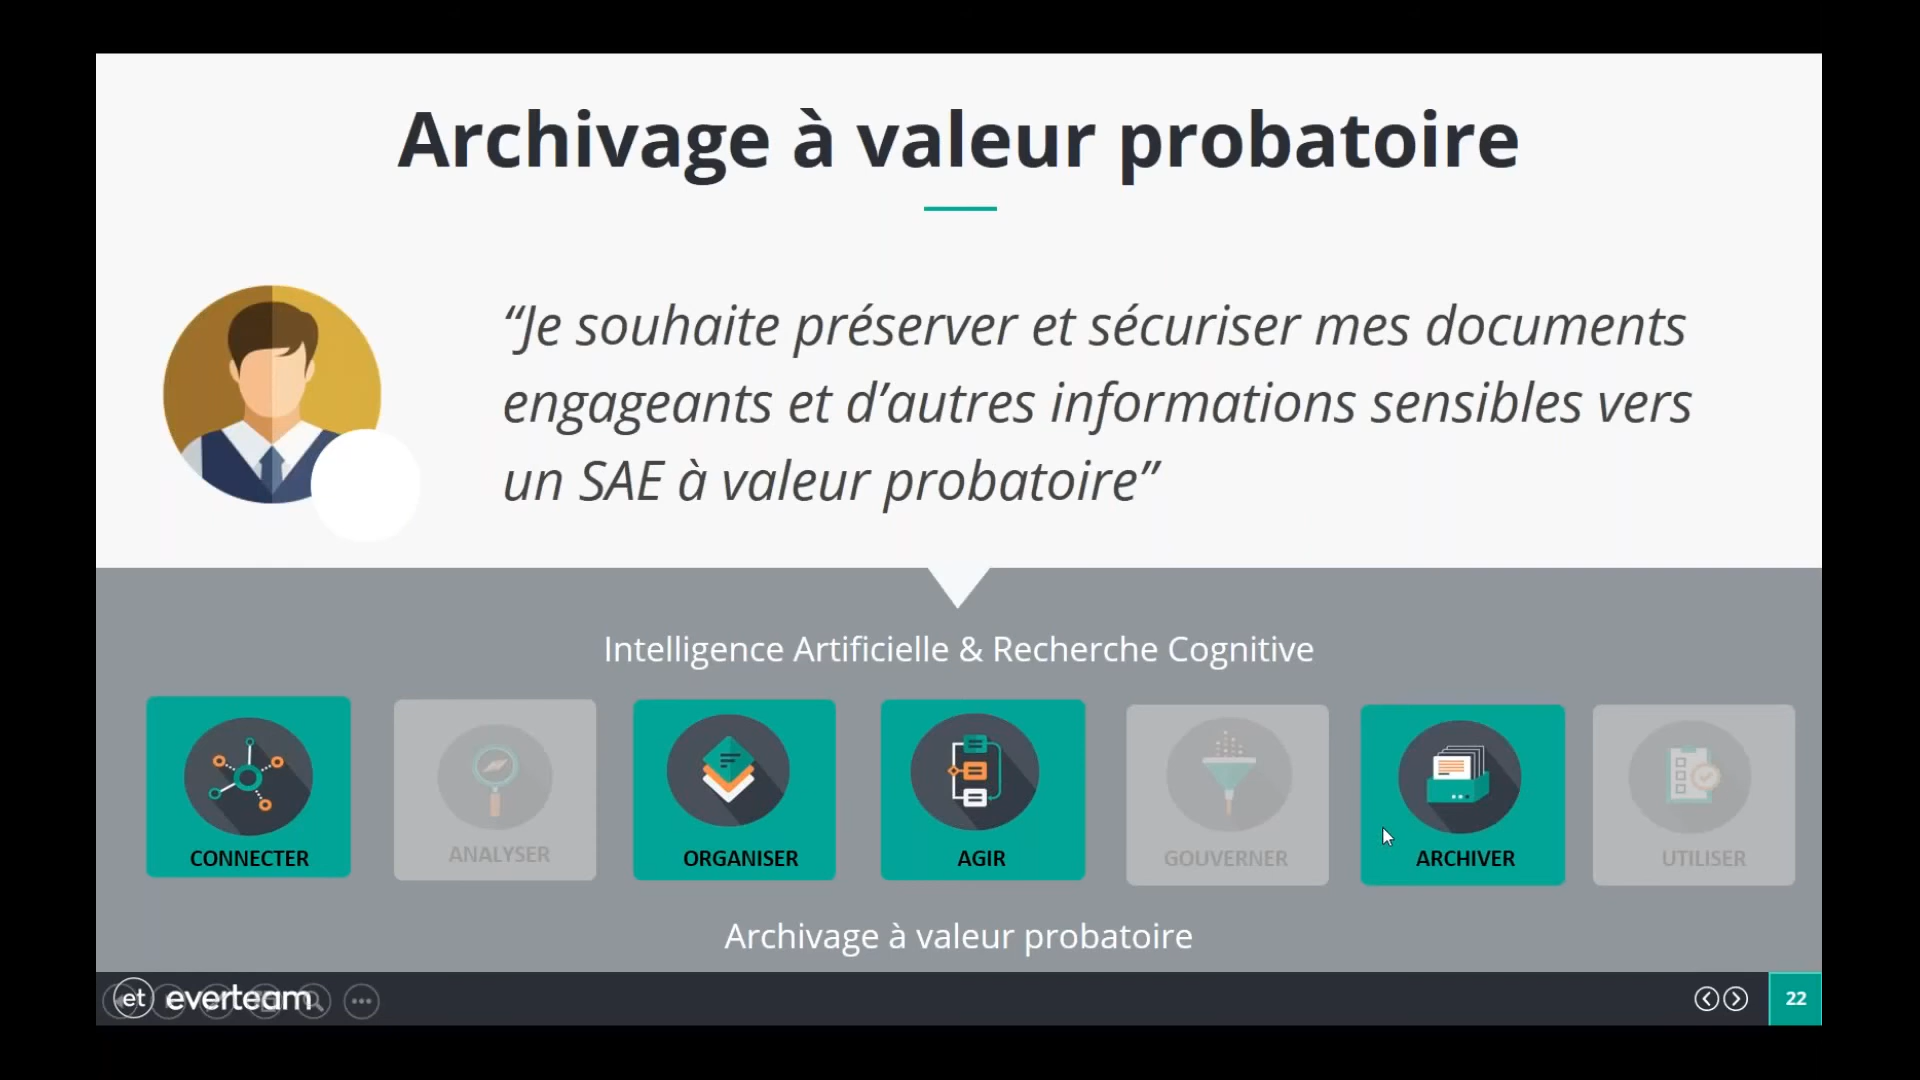 Archivage à valeur probatoire
“Je souhaite préserver et sécuriser mes documents
engageants et d’autres informations sensibles vers
un SAE à valeur probatoire”
Intelligence Artificielle & Recherche Cognitive
CONNECTER
ANALYSER
ORGANISER
AGIR
GOUVERNER
ARCHIVER
UTILISER
Archivage à valeur probatoire
et everteam
22